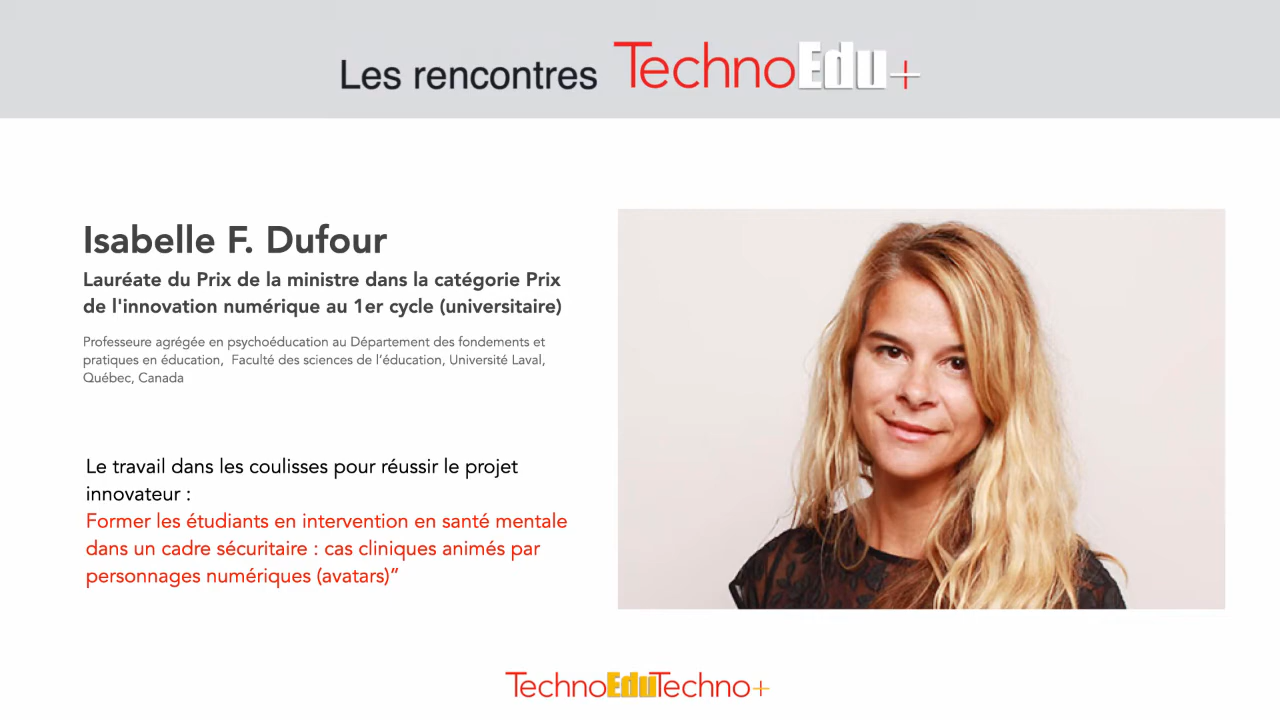 Les rencontres TechnoEdu+
Isabelle F. Dufour
Lauréate du Prix de la ministre dans la catégorie Prix
de l'innovation numérique au 1er cycle (universitaire)
Professeure agrégée en psychoéducation au Département des fondements et
pratiques en éducation,  Faculté des sciences de l’éducation, Université Laval,
Québec, Canada
Le travail dans les coulisses pour réussir le projet
innovateur :
Former les étudiants en intervention en santé mentale
dans un cadre sécuritaire : cas cliniques animés par
personnages numériques (avatars)”
TechnoEduTechno+